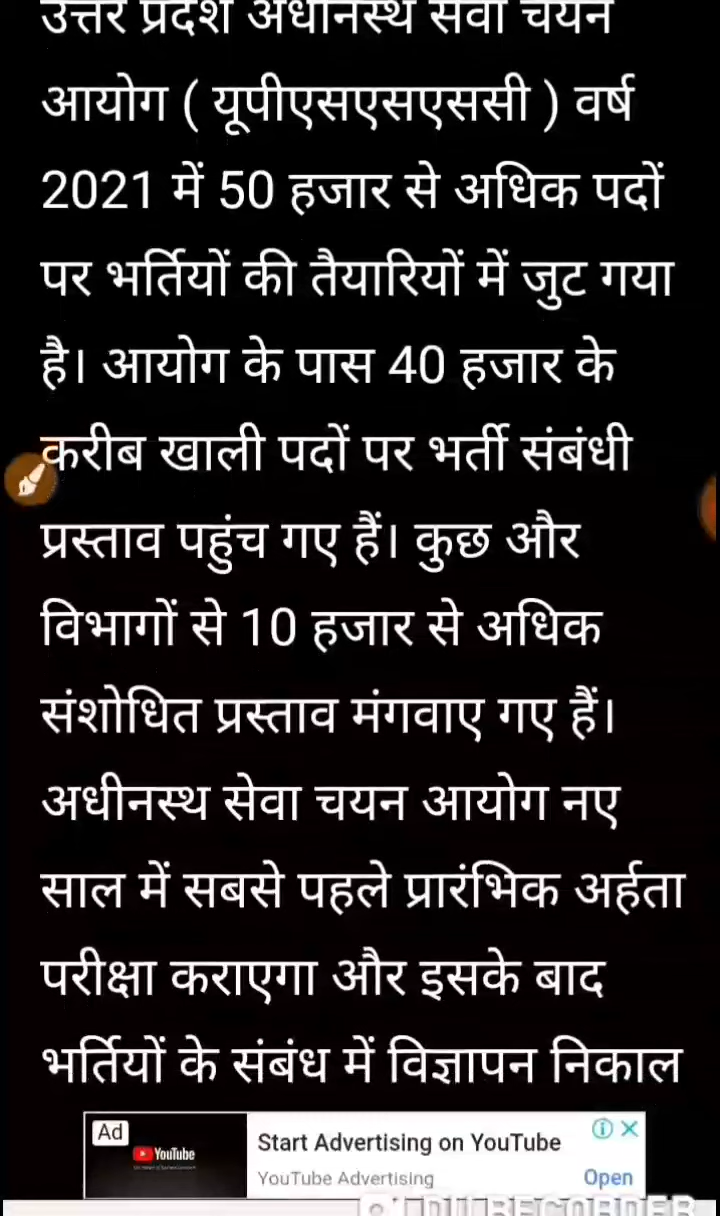 उत्तर प्रदेश अधीनस्थ सेवा चयन
आयोग ( यूपीएसएसएससी ) वर्ष
2021 में 50 हजार से अधिक पदों
पर भर्तियों की तैयारियों में जुट गया
है। आयोग के पास 40 हजार के
करीब खाली पदों पर भर्ती संबंधी
प्रस्ताव पहुंच गए हैं। कुछ और
विभागों से 10 हजार से अधिक
संशोधित प्रस्ताव मंगवाए गए हैं।
अधीनस्थ सेवा चयन आयोग नए
साल में सबसे पहले प्रारंभिक अर्हता
परीक्षा कराएगा और इसके बाद
भर्तियों के संबंध में विज्ञापन निकाल
Ad
YouTube
Start Advertising on YouTube
YouTube Advertising
Open
DU RECORDER